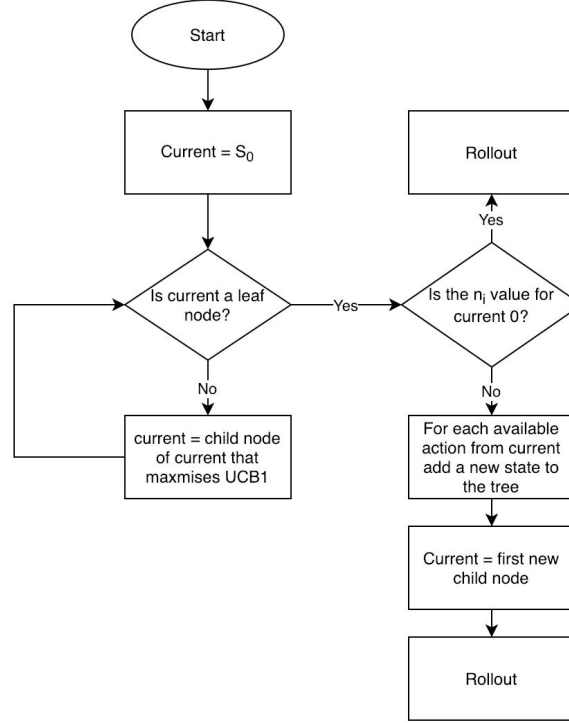 Start
Current = S₀
Rollout
Yes
Is current a leaf
node?
Yes
Is the nᵢ value for
current 0?
No
No
current = child node
of current that
maxmises UCB1
For each available
action from current
add a new state to
the tree
Current = first new
child node
Rollout